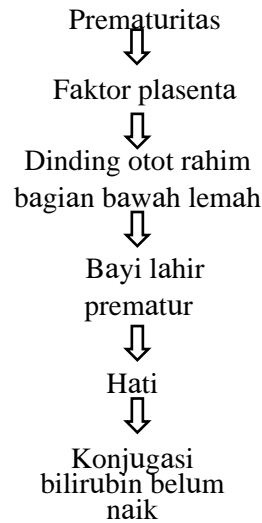 Prematuritas
Faktor plasenta
Dinding otot rahim
bagian bawah lemah
Bayi lahir
prematur
Hati
Konjugasi
bilirubin belum
naik